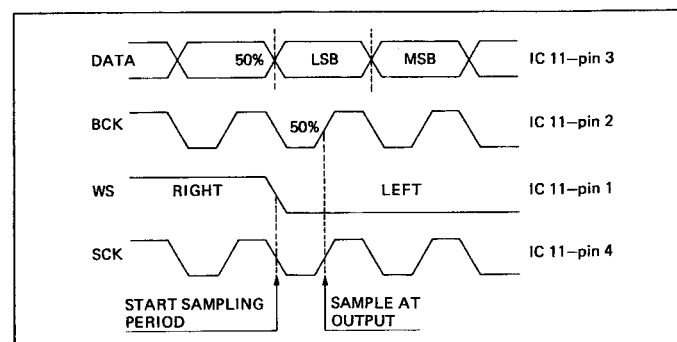 DATA 50% LSB MSB IC 11–pin 3
BCK 50% IC 11–pin 2
WS RIGHT LEFT IC 11–pin 1
SCK IC 11–pin 4
START SAMPLING PERIOD
SAMPLE AT OUTPUT